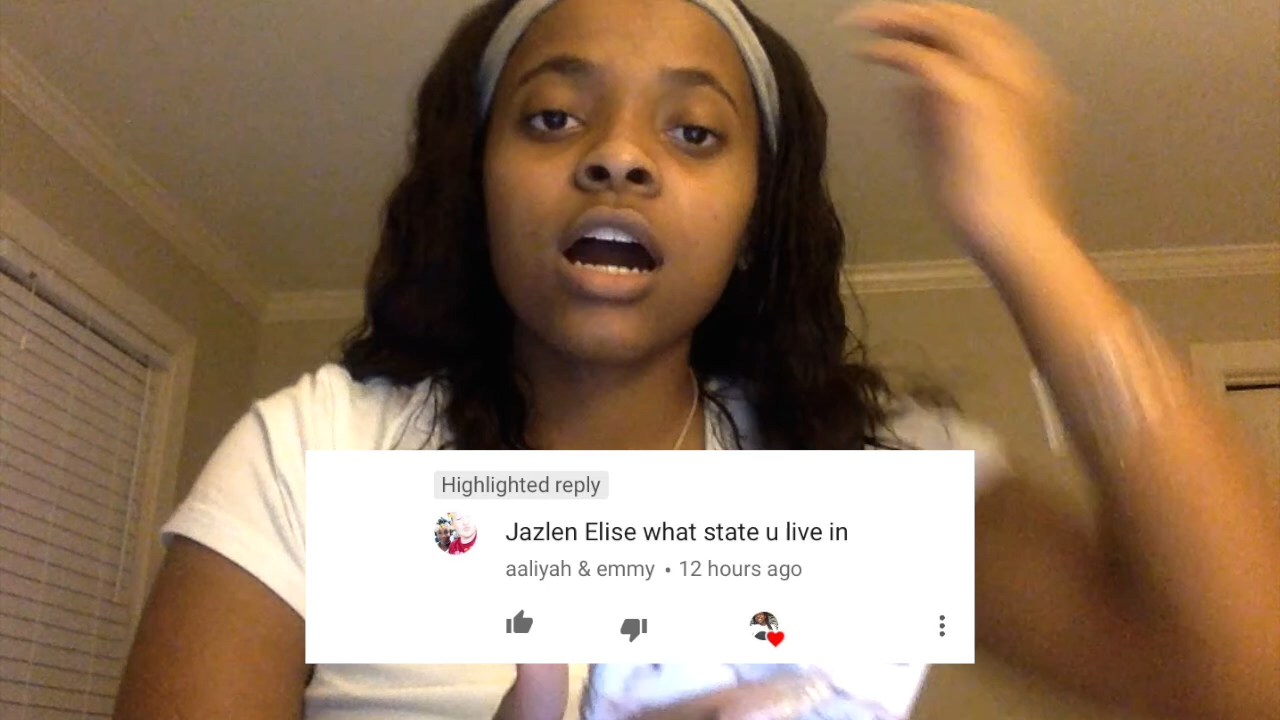 Highlighted reply
Jazlen Elise what state u live in
aaliyah & emmy • 12 hours ago